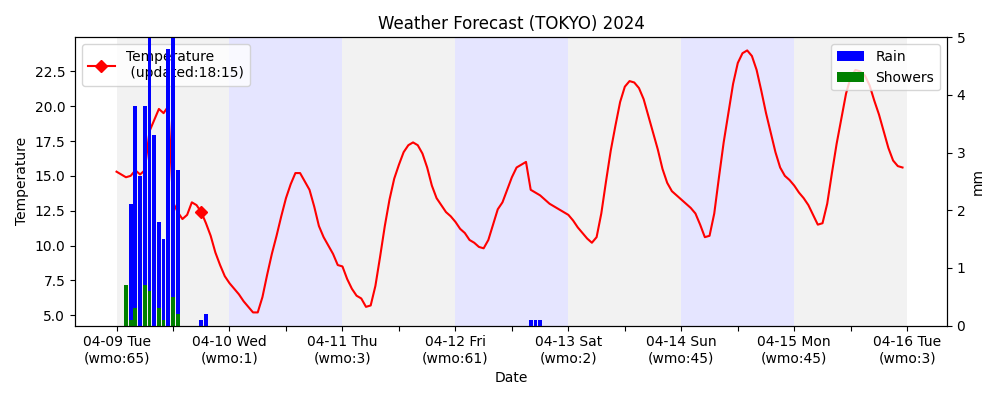 Weather Forecast (TOKYO) 2024
Temperature
(updated:18:15)
Rain
Showers
Temperature
22.5
20.0
17.5
15.0
12.5
10.0
7.5
5.0
5
4
3
2
1
0
mm
04-09 Tue
(wmo:65)
04-10 Wed
(wmo:1)
04-11 Thu
(wmo:3)
04-12 Fri
(wmo:61)
04-13 Sat
(wmo:2)
04-14 Sun
(wmo:45)
04-15 Mon
(wmo:45)
04-16 Tue
(wmo:3)
Date